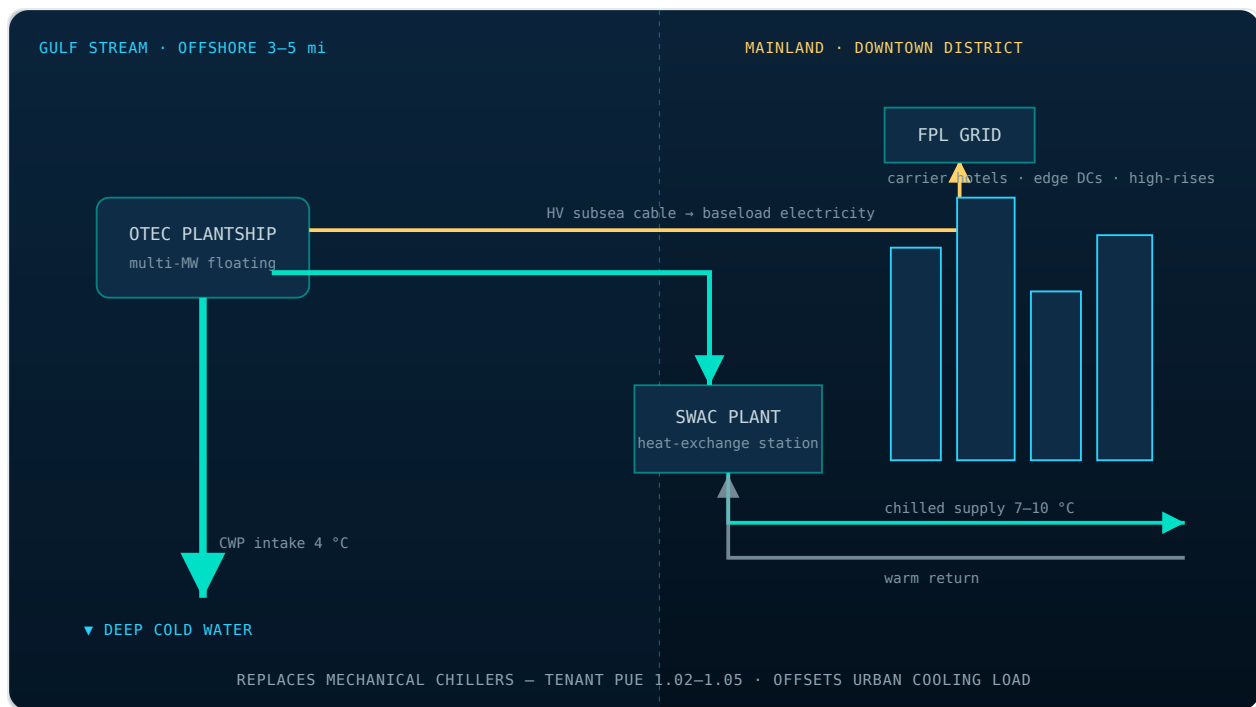 GULF STREAM · OFFSHORE 3–5 mi
MAINLAND · DOWNTOWN DISTRICT
FPL GRID
carrier hotels · edge DCs · high-rises
HV subsea cable → baseload electricity
OTEC PLANTSHIP
multi-MW floating
SWAC PLANT
heat-exchange station
chilled supply 7–10 °C
CWP intake 4 °C
warm return
▼ DEEP COLD WATER
REPLACES MECHANICAL CHILLERS — TENANT PUE 1.02–1.05 · OFFSETS URBAN COOLING LOAD